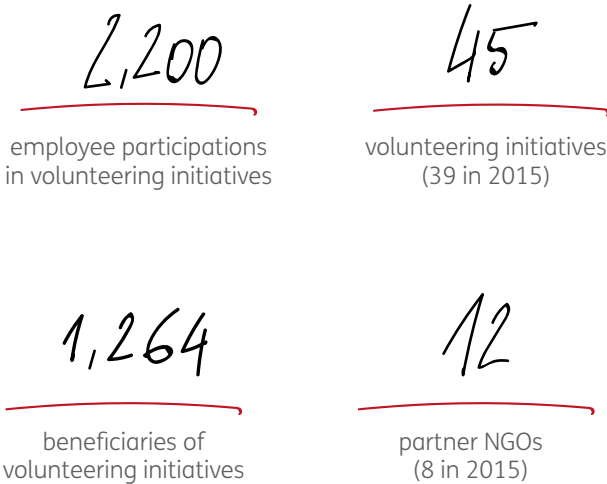 2,200
employee participations
in volunteering initiatives
45
volunteering initiatives
(39 in 2015)
1,264
beneficiaries of
volunteering initiatives
12
partner NGOs
(8 in 2015)